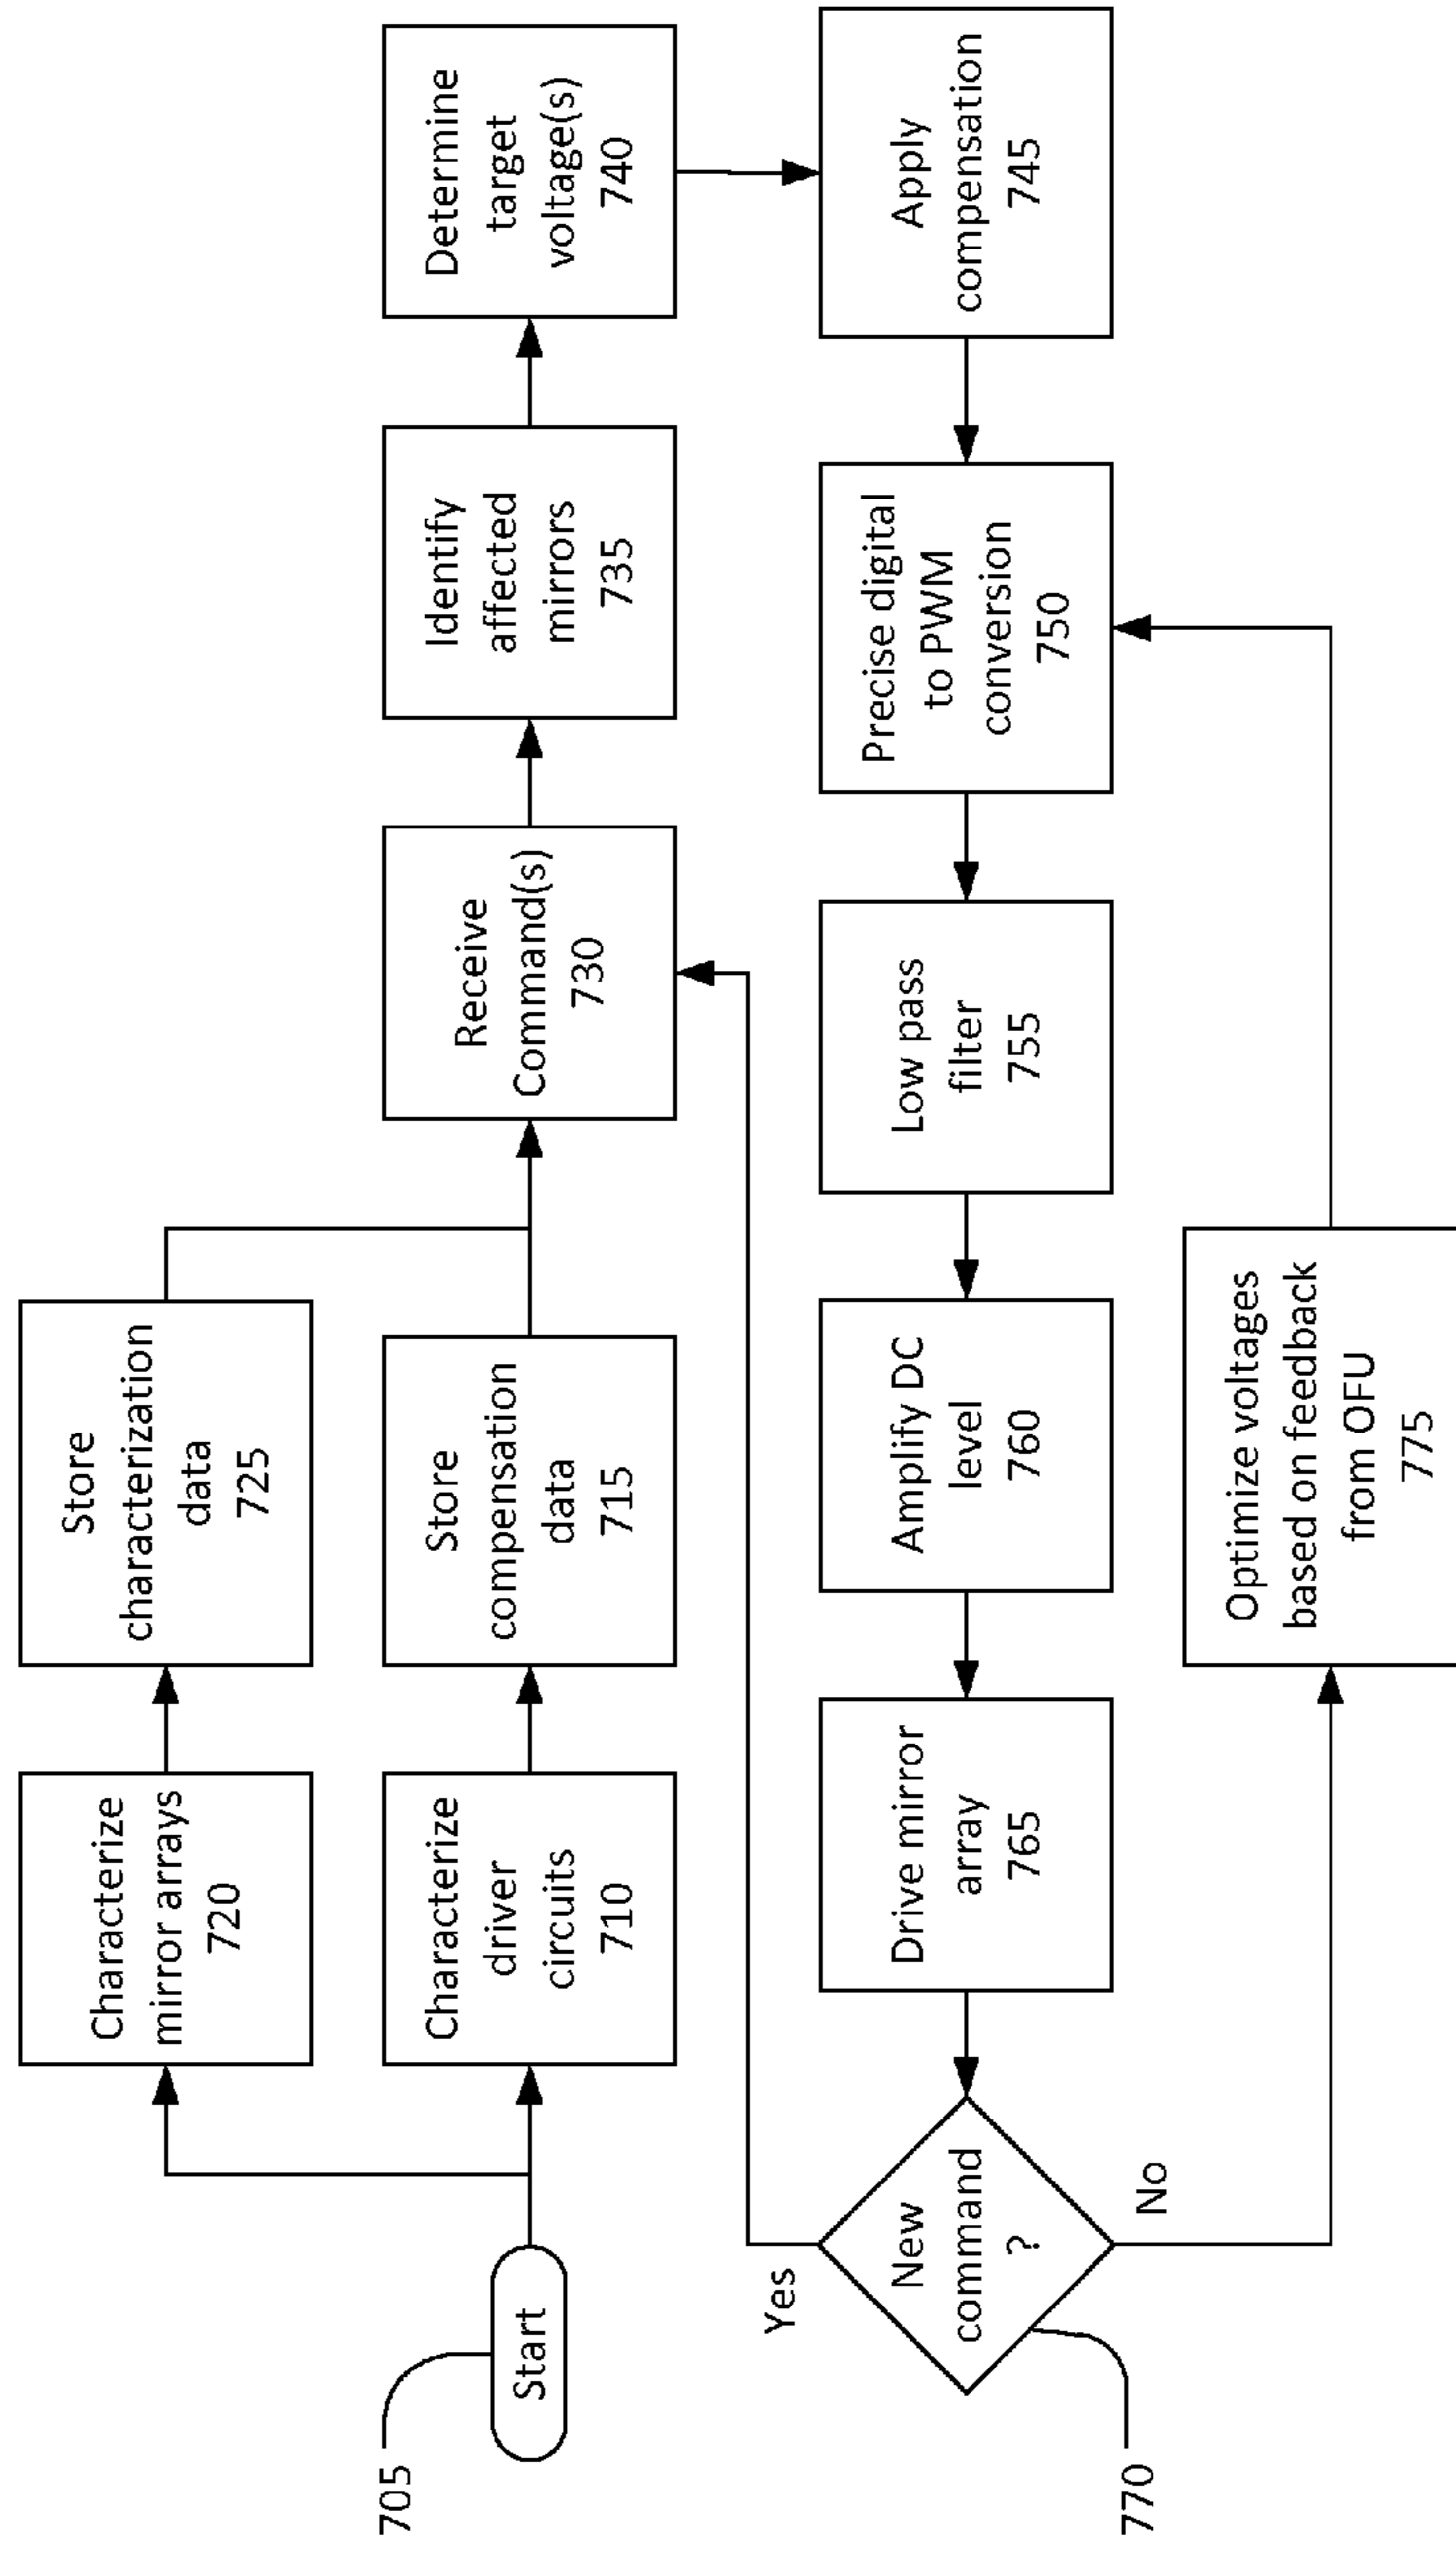 705
Start
Characterize
mirror arrays
720
Store
characterization
data
725
Characterize
driver
circuits
710
Store
compensation
data
715
Receive
Command(s)
730
Identify
affected
mirrors
735
Determine
target
voltage(s)
740
Apply
compensation
745
Precise digital
to PWM
conversion
750
Low pass
filter
755
Amplify DC
level
760
Drive mirror
array
765
New
command
?
770
Yes
No
Optimize voltages
based on feedback
from OFU
775